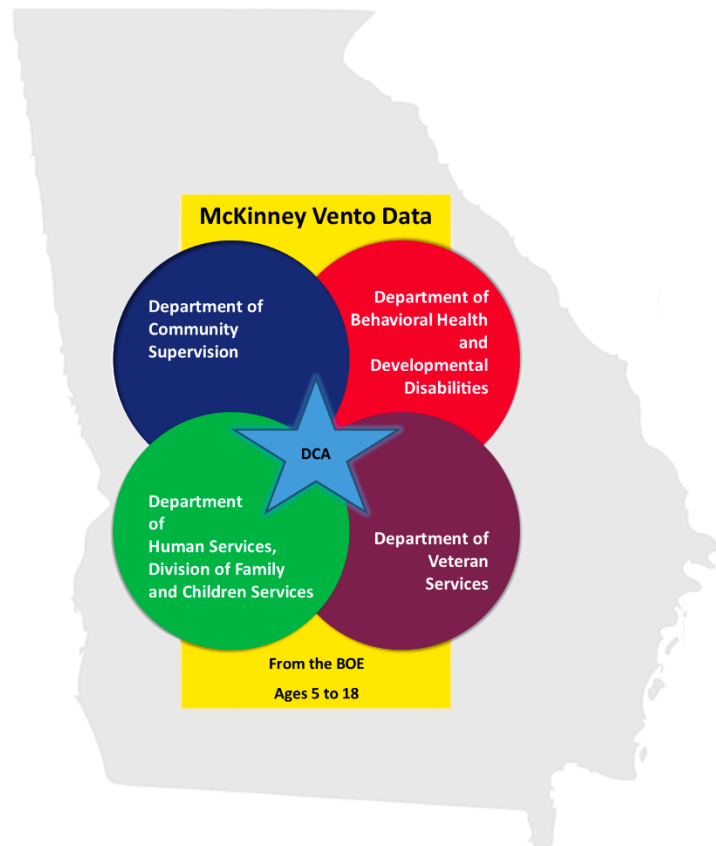 McKinney Vento Data
Department of
Community
Supervision
Department of
Behavioral Health
and
Developmental
Disabilities
DCA
Department
of
Human Services,
Division of Family
and Children Services
Department of
Veteran
Services
From the BOE
Ages 5 to 18